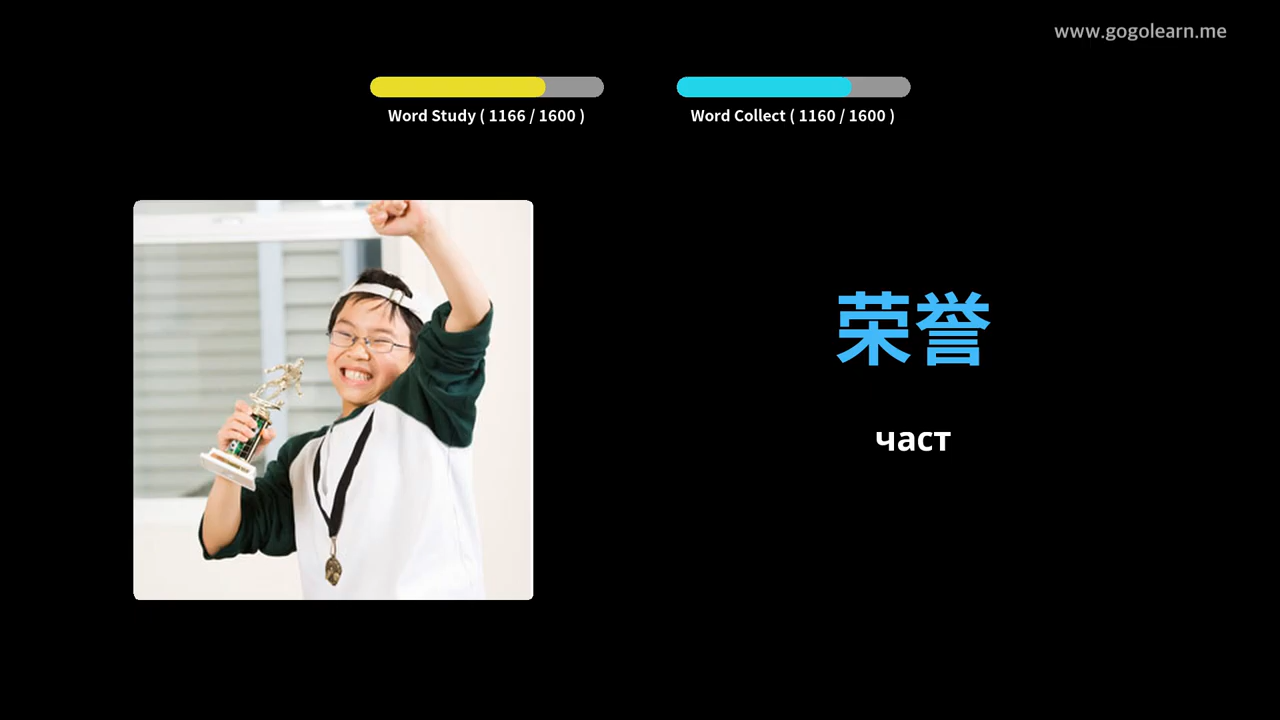 www.gogolearn.me
Word Study ( 1166 / 1600 )
Word Collect ( 1160 / 1600 )
荣誉
част